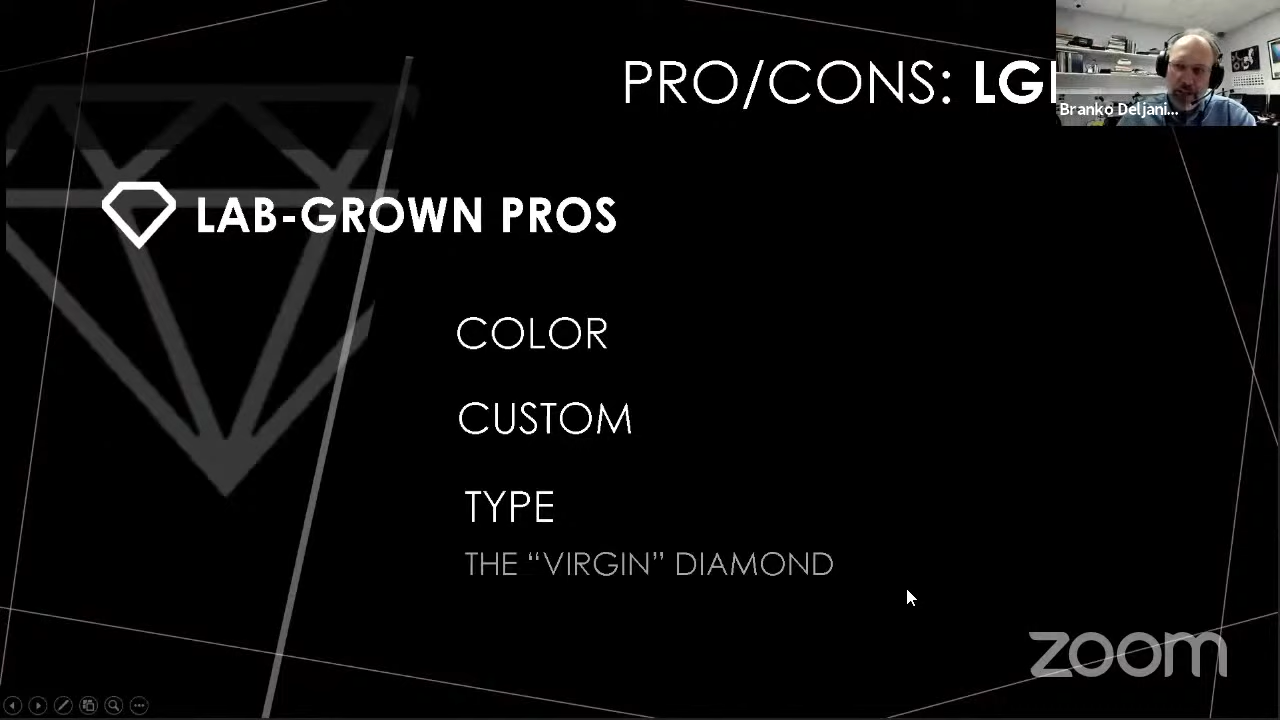 PRO/CONS: LG
Branko Deljani...
LAB-GROWN PROS
COLOR
CUSTOM
TYPE
THE “VIRGIN” DIAMOND
zoom